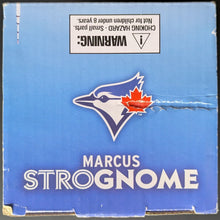 WARNING:
CHOKING HAZARD - Small parts.
Not for children under 8 years.
MARCUS
STROGNOME